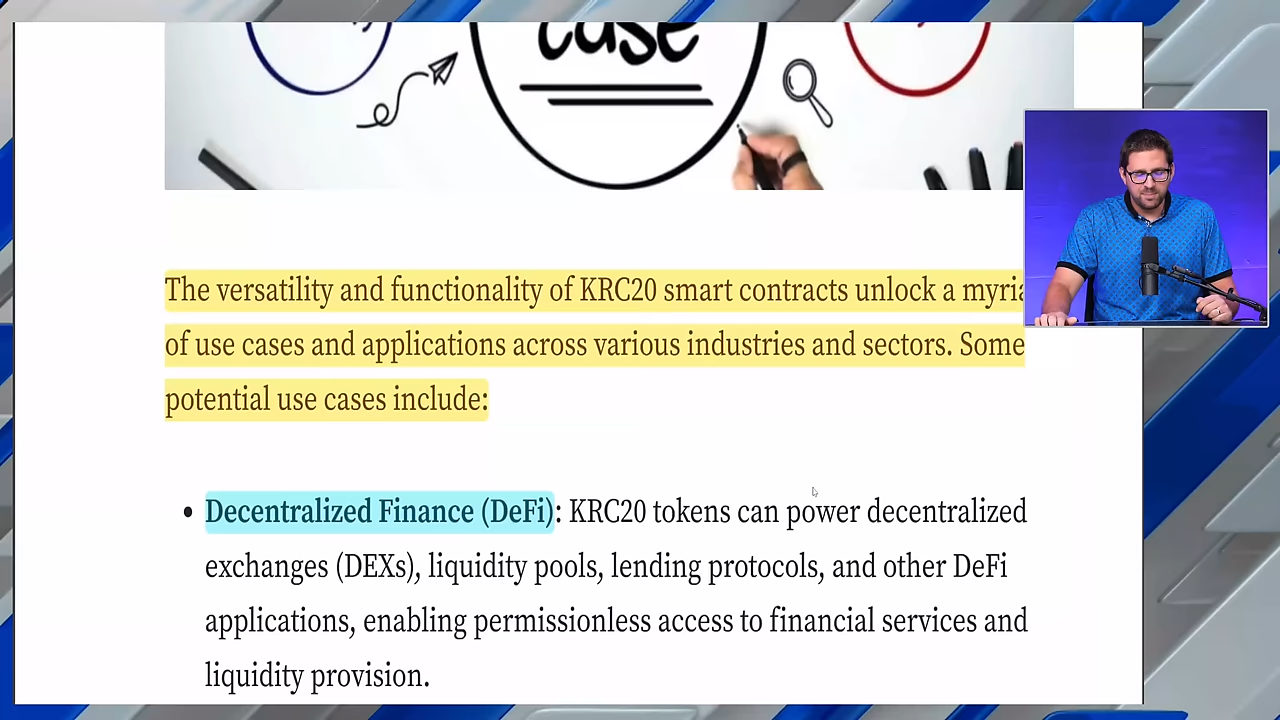 case
The versatility and functionality of KRC20 smart contracts unlock a
of use cases and applications across various industries and sectors. Some
potential use cases include:
• Decentralized Finance (DeFi): KRC20 tokens can power decentralized
exchanges (DEXs), liquidity pools, lending protocols, and other DeFi
applications, enabling permissionless access to financial services and
liquidity provision.